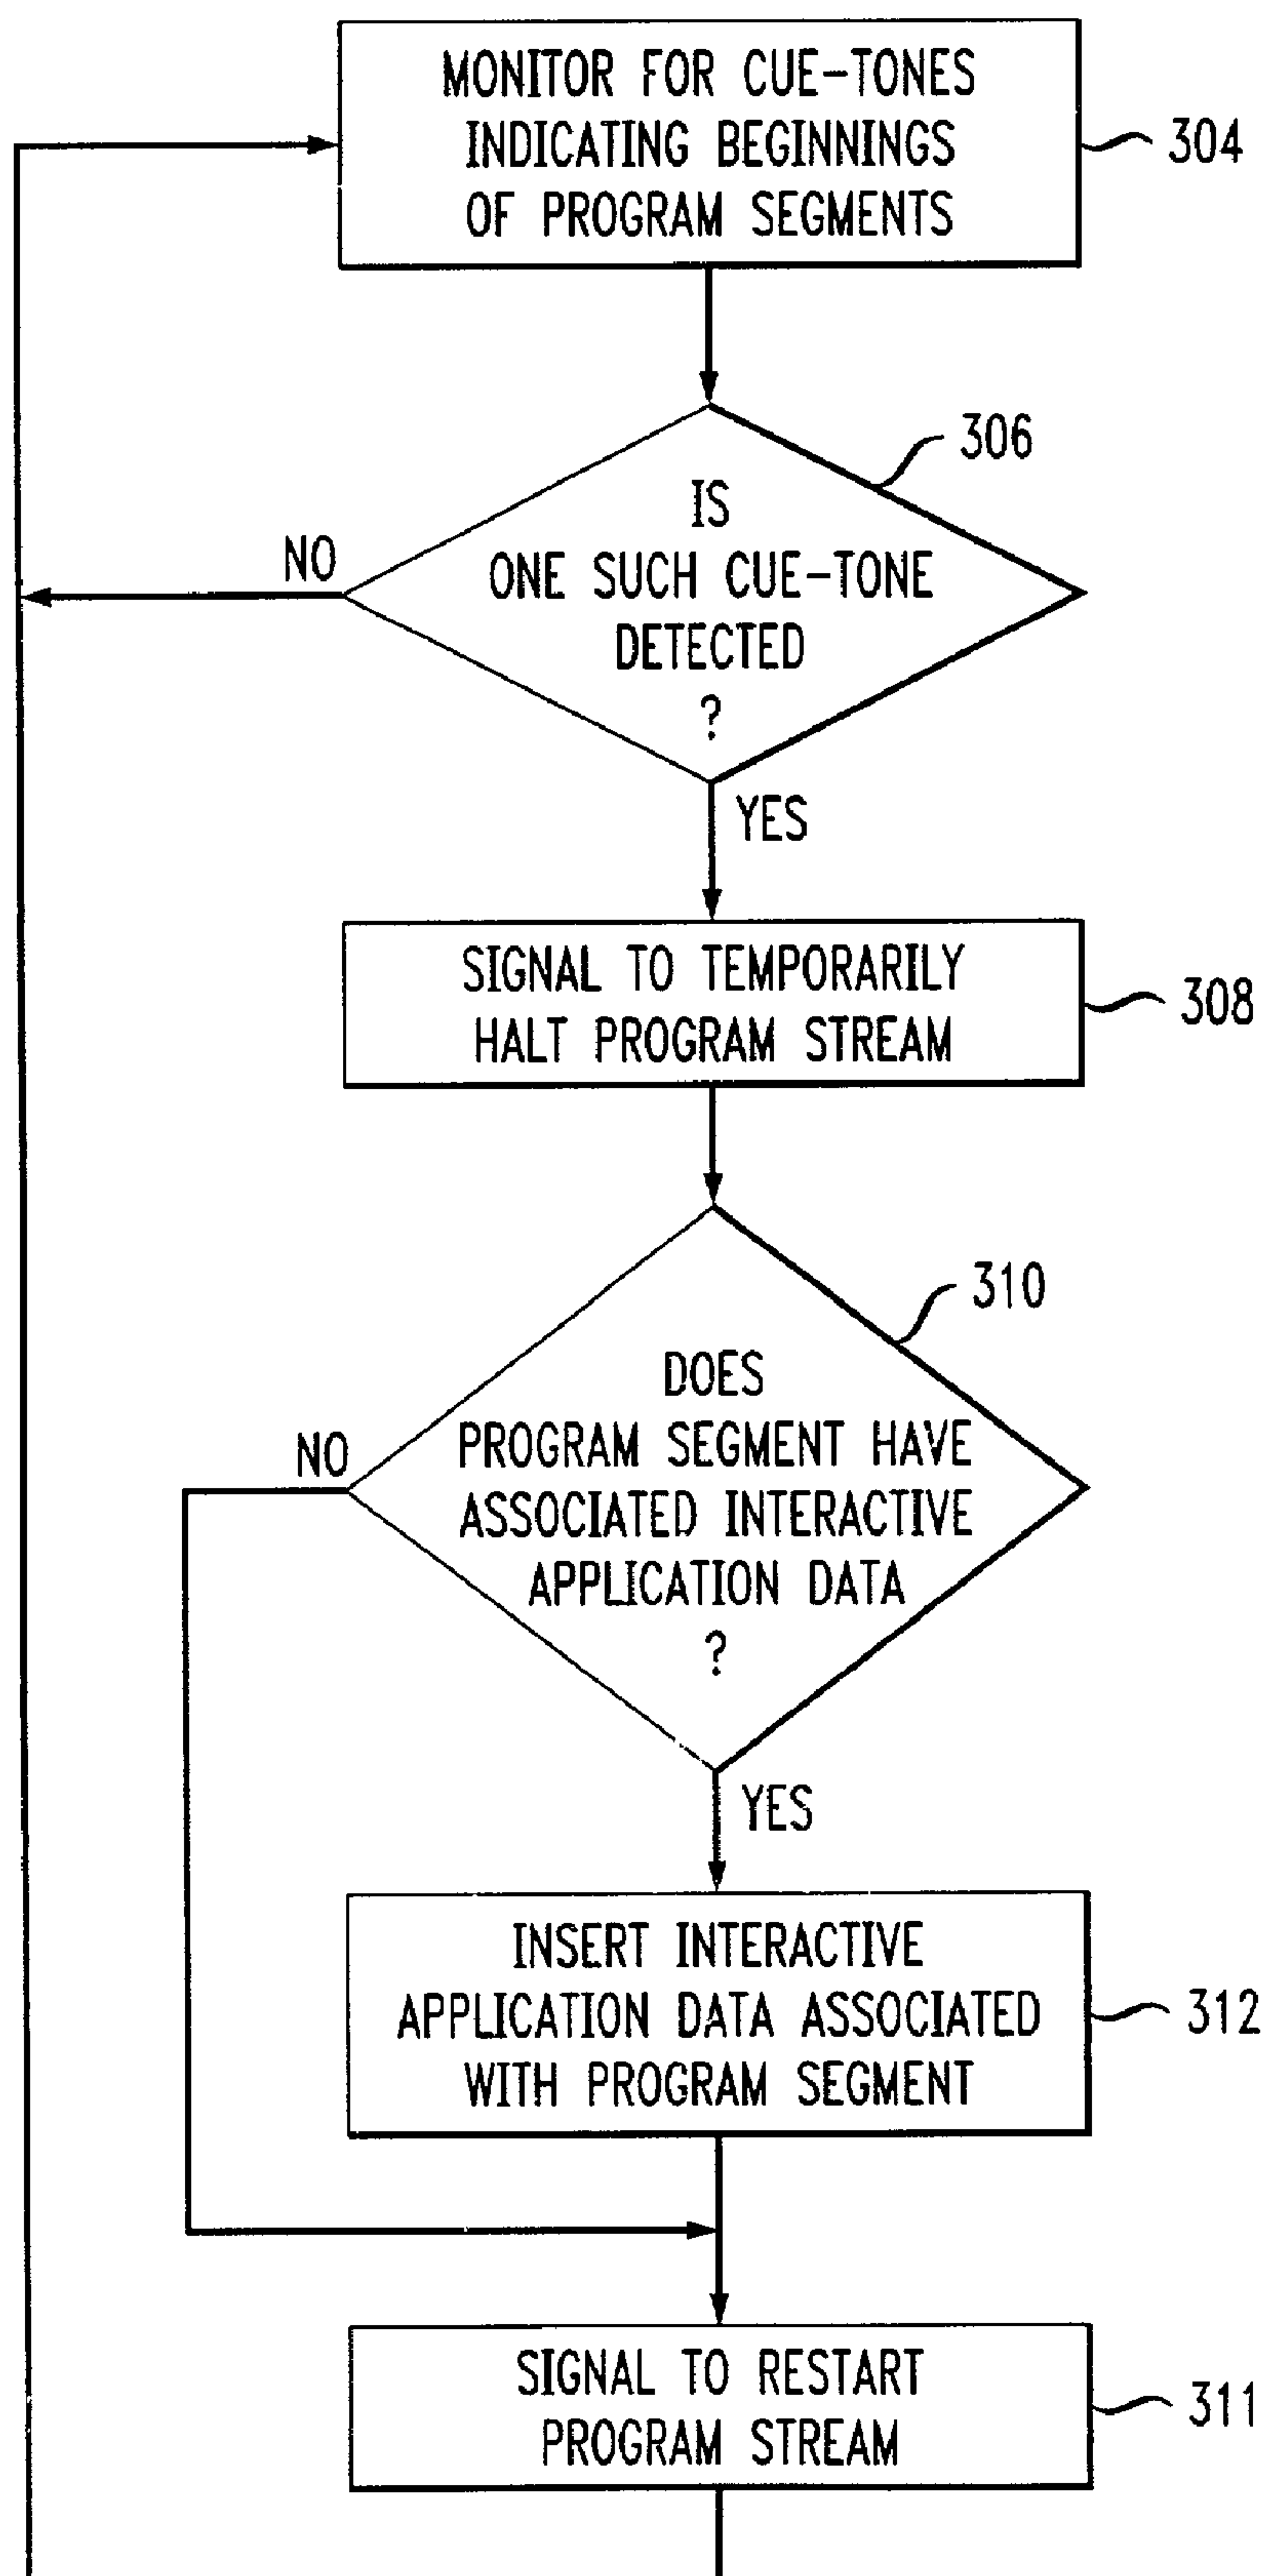 MONITOR FOR CUE-TONES
INDICATING BEGINNINGS
OF PROGRAM SEGMENTS
304
306
IS
ONE SUCH CUE-TONE
DETECTED
?
NO
YES
SIGNAL TO TEMPORARILY
HALT PROGRAM STREAM
308
310
DOES
PROGRAM SEGMENT HAVE
ASSOCIATED INTERACTIVE
APPLICATION DATA
?
NO
YES
INSERT INTERACTIVE
APPLICATION DATA ASSOCIATED
WITH PROGRAM SEGMENT
312
SIGNAL TO RESTART
PROGRAM STREAM
311